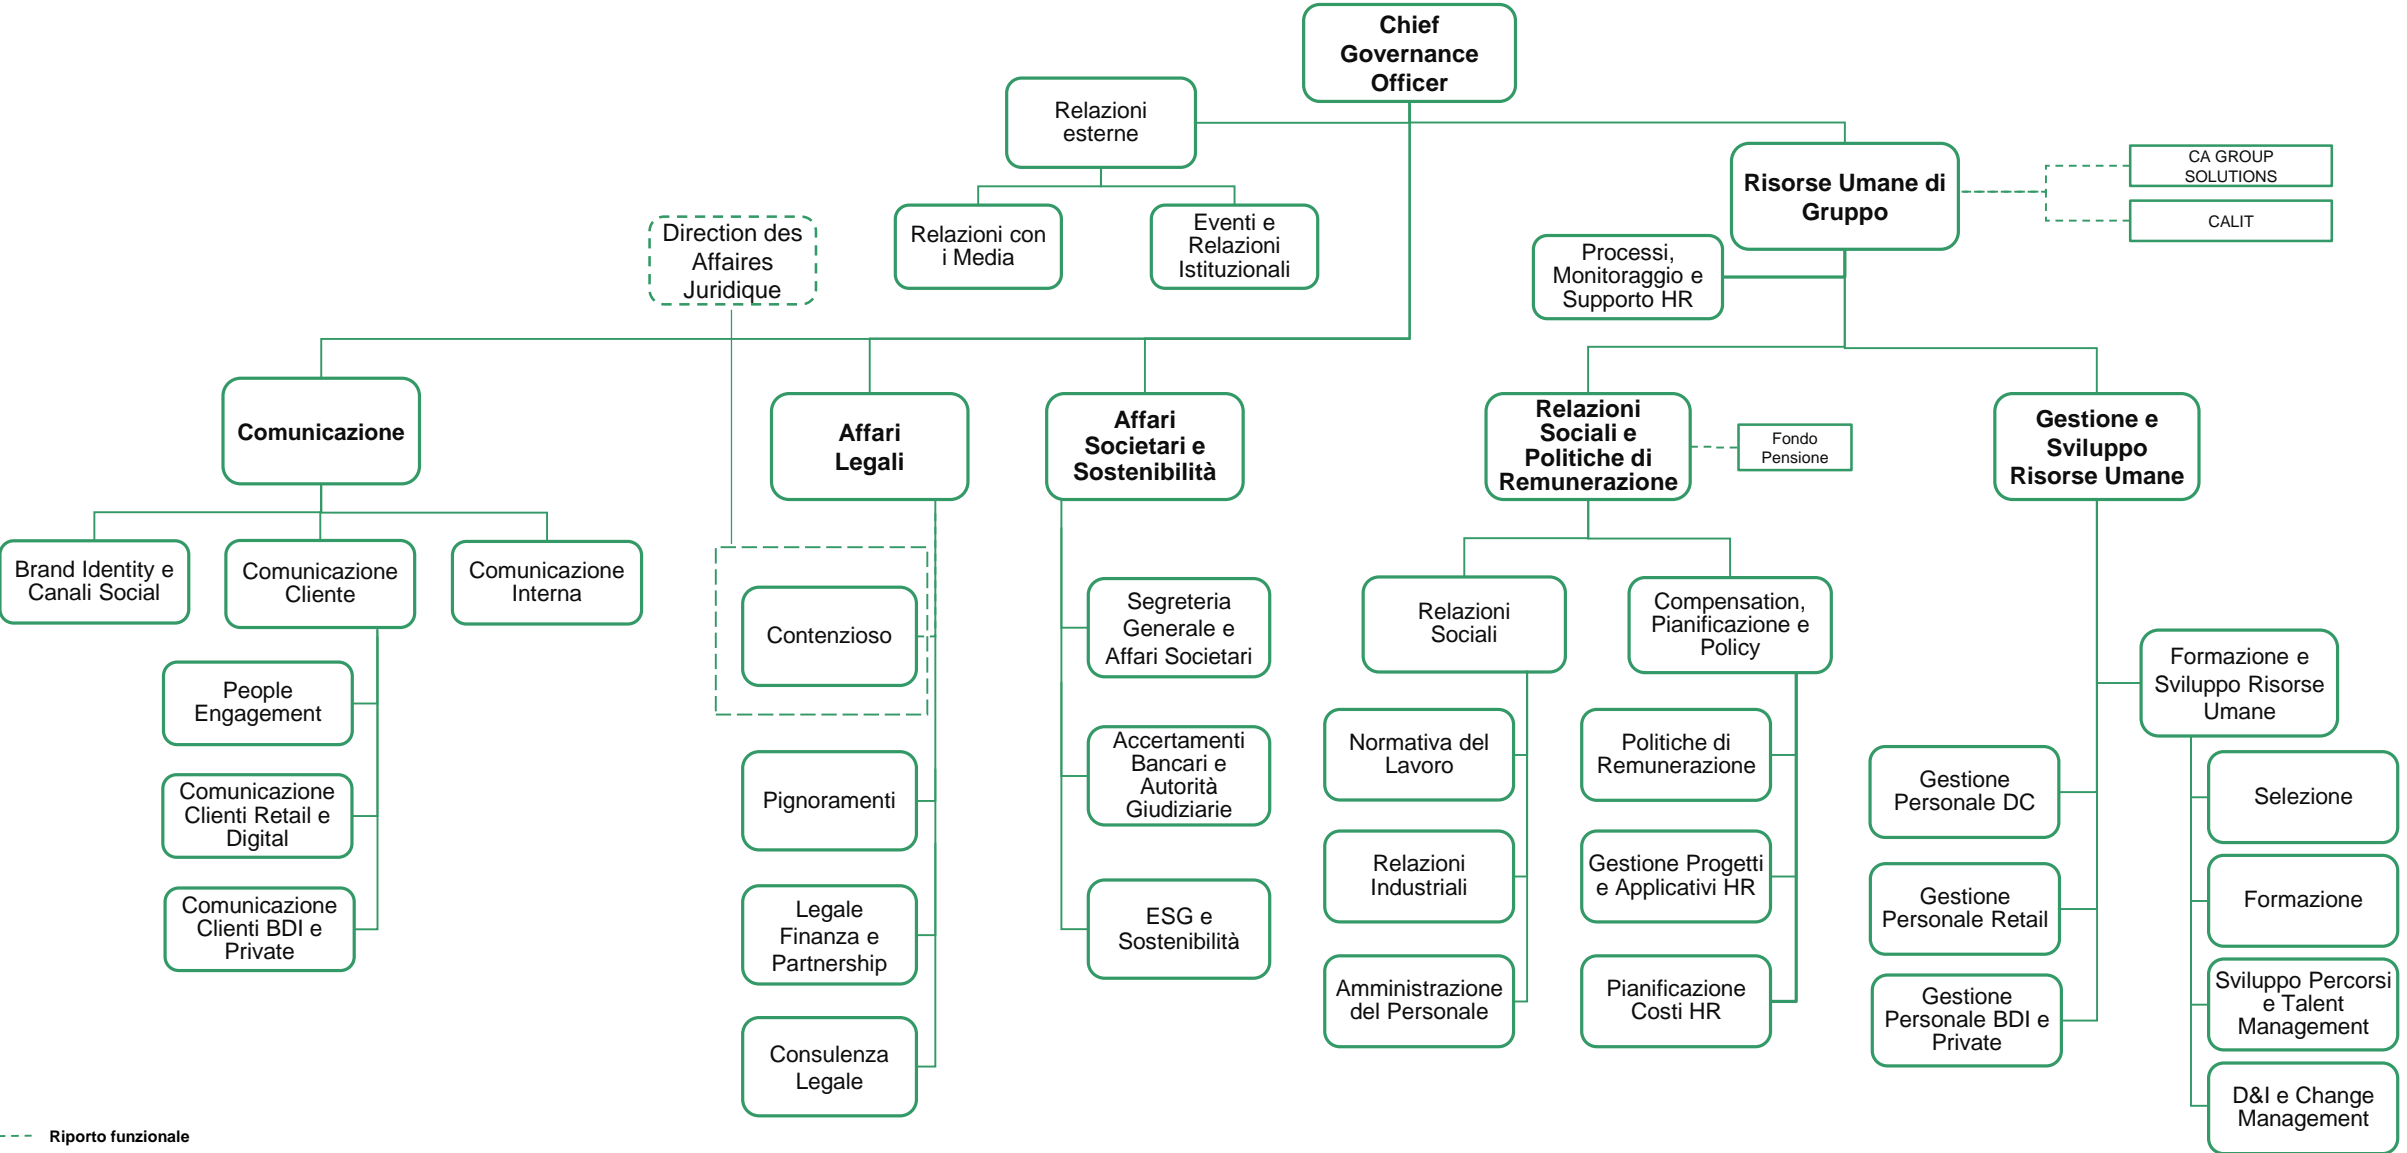 Chief
Governance
Officer
Relazioni
esterne
CA GROUP
SOLUTIONS
Risorse Umane di
Gruppo
CALIT
Relazioni con
i Media
Eventi e
Relazioni
Istituzionali
Direction des
Affaires
Juridique
Processi,
Monitoraggio e
Supporto HR
Comunicazione
Affari
Legali
Affari
Societari e
Sostenibilità
Relazioni
Sociali e
Politiche di
Remunerazione
Fondo
Pensione
Gestione e
Sviluppo
Risorse Umane
Brand Identity e
Canali Social
Comunicazione
Cliente
Comunicazione
Interna
People
Engagement
Comunicazione
Clienti Retail e
Digital
Comunicazione
Clienti BDI e
Private
Contenzioso
Pignoramenti
Legale
Finanza e
Partnership
Consulenza
Legale
Segreteria
Generale e
Affari Societari
Accertamenti
Bancari e
Autorità
Giudiziarie
ESG e
Sostenibilità
Relazioni
Sociali
Compensation,
Pianificazione e
Policy
Normativa del
Lavoro
Relazioni
Industriali
Amministrazione
del Personale
Politiche di
Remunerazione
Gestione Progetti
e Applicativi HR
Pianificazione
Costi HR
Formazione e
Sviluppo Risorse
Umane
Gestione
Personale DC
Gestione
Personale Retail
Gestione
Personale BDI e
Private
Selezione
Formazione
Sviluppo Percorsi
e Talent
Management
D&I e Change
Management
Riporto funzionale